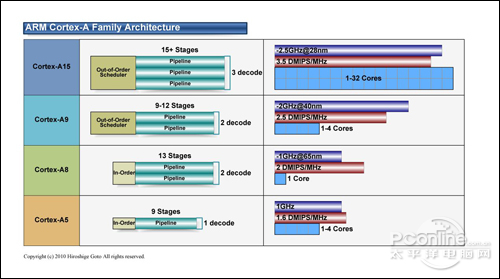 ARM Cortex-A Family Architecture
Cortex-A15
15+ Stages
Out-of-Order
Scheduler
Pipeline
Pipeline
Pipeline
3 decode
~2.5GHz@28nm
3.5 DMIPS/MHz
1-32 Cores
Cortex-A9
9-12 Stages
Out-of-Order
Scheduler
Pipeline
Pipeline
2 decode
~2GHz@40nm
2.5 DMIPS/MHz
1-4 Cores
Cortex-A8
13 Stages
In-Order
Pipeline
Pipeline
2 decode
~1GHz@65nm
2 DMIPS/MHz
1 Core
Cortex-A5
9 Stages
In-Order
Pipeline
1 decode
1GHz
1.6 DMIPS/MHz
1-4 Cores
PConline
.com.cn
太平洋电脑网
Copyright (c) 2010 Hiroshige Goto All rights reserved.